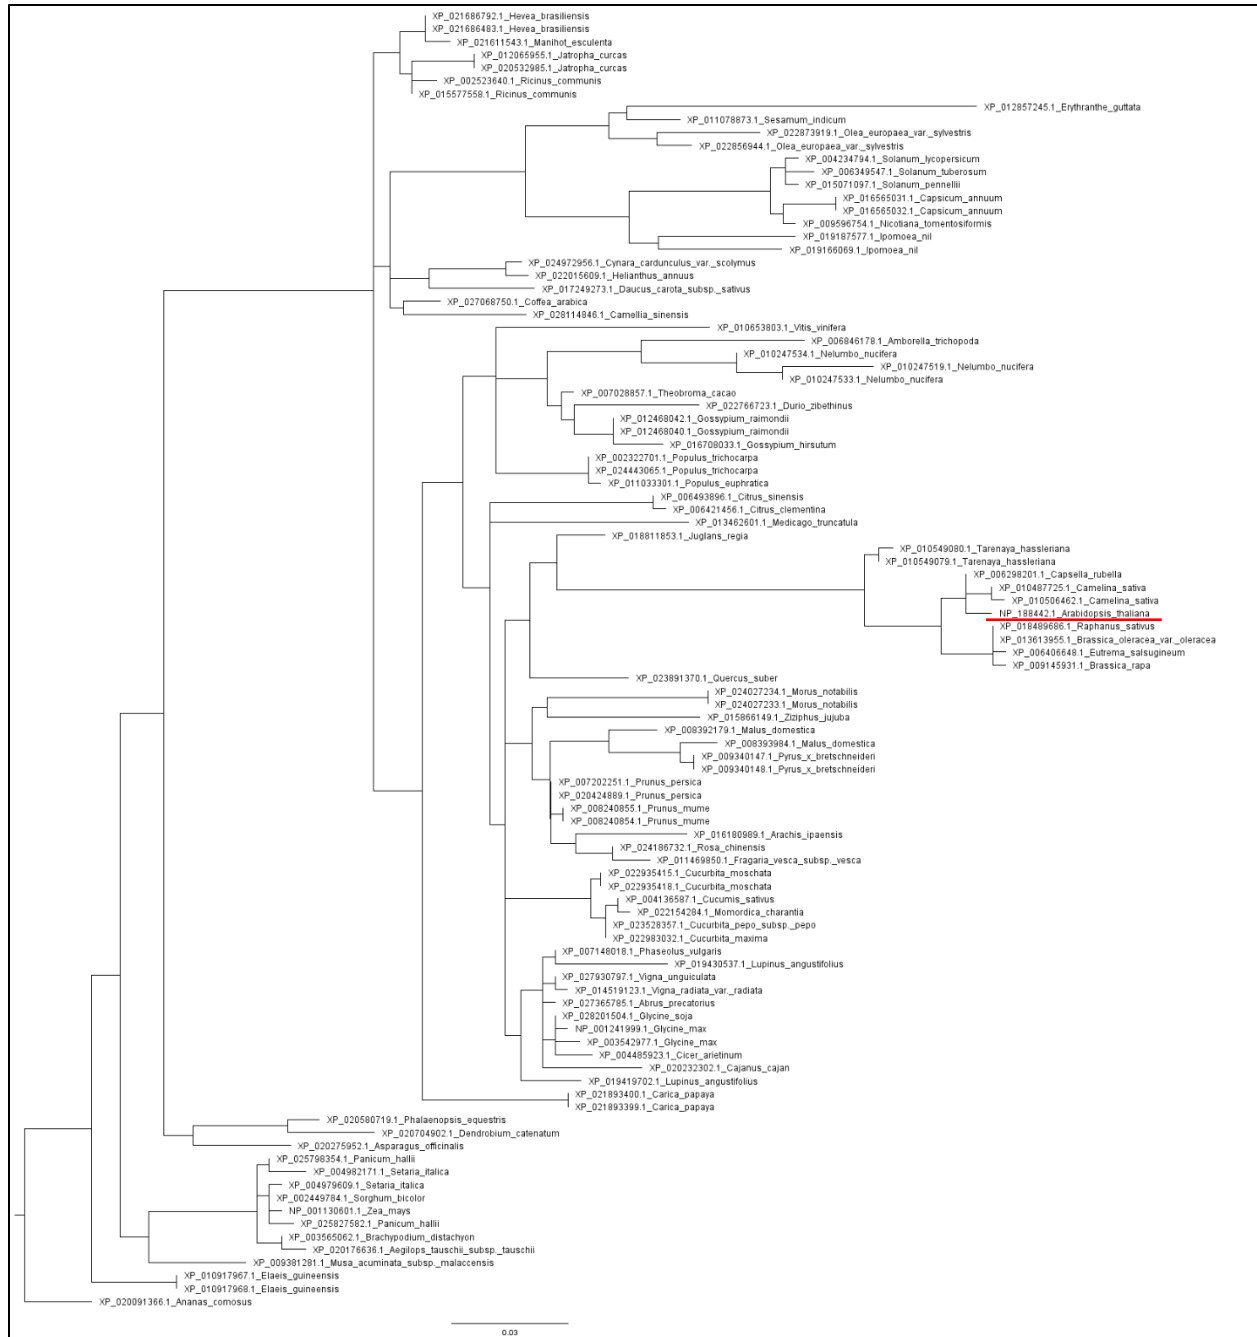 XP_021686792.1_Hevea_brasiliensis
XP_021686483.1_Hevea_brasiliensis
XP_021611543.1_Manihot_esculenta
XP_012065955.1_Jatropha_curcas
XP_020532985.1_Jatropha_curcas
XP_002523640.1_Ricinus_communis
XP_015577558.1_Ricinus_communis
XP_012857245.1_Erythranthe_guttata
XP_011078873.1_Sesamum_indicum
XP_022873919.1_Olea_europaea_var._sylvestris
XP_022856944.1_Olea_europaea_var._sylvestris
XP_004234794.1_Solanum_lycopersicum
XP_006349547.1_Solanum_tuberosum
XP_015071097.1_Solanum_pennellii
XP_016565031.1_Capsicum_annuum
XP_016565032.1_Capsicum_annuum
XP_009596754.1_Nicotiana_tomentosiformis
XP_019187577.1_Ipomoea_nil
XP_019166069.1_Ipomoea_nil
XP_024972956.1_Cynara_cardunculus_var._scolymus
XP_022015609.1_Helianthus_annuus
XP_017249273.1_Daucus_carota_subsp._sativus
XP_027068750.1_Coffea_arabica
XP_028114846.1_Camellia_sinensis
XP_010653803.1_Vitis_vinifera
XP_006846178.1_Amborella_trichopoda
XP_010247534.1_Nelumbo_nucifera
XP_010247519.1_Nelumbo_nucifera
XP_010247533.1_Nelumbo_nucifera
XP_007028857.1_Theobroma_cacao
XP_022766723.1_Durio_zibethinus
XP_012468042.1_Gossypium_raimondii
XP_012468040.1_Gossypium_raimondii
XP_016708033.1_Gossypium_hirsutum
XP_002322701.1_Populus_trichocarpa
XP_024443065.1_Populus_trichocarpa
XP_011033301.1_Populus_euphratica
XP_006493896.1_Citrus_sinensis
XP_006421456.1_Citrus_clementina
XP_013462601.1_Medicago_truncatula
XP_018811853.1_Juglans_regia
XP_010549080.1_Tarenaya_hassleriana
XP_010549079.1_Tarenaya_hassleriana
XP_006298201.1_Capsella_rubella
XP_010487725.1_Camelina_sativa
XP_010506462.1_Camelina_sativa
NP_188442.1_Arabidopsis_thaliana
XP_018489686.1_Raphanus_sativus
XP_013613955.1_Brassica_oleracea_var._oleracea
XP_006406648.1_Eutrema_salsugineum
XP_009145931.1_Brassica_rapa
XP_023891370.1_Quercus_suber
XP_024027234.1_Morus_notabilis
XP_024027233.1_Morus_notabilis
XP_015866149.1_Ziziphus_jujuba
XP_008392179.1_Malus_domestica
XP_008393984.1_Malus_domestica
XP_009340147.1_Pyrus_x_bretschneideri
XP_009340148.1_Pyrus_x_bretschneideri
XP_007202251.1_Prunus_persica
XP_020424889.1_Prunus_persica
XP_008240855.1_Prunus_mume
XP_008240854.1_Prunus_mume
XP_016180989.1_Arachis_ipaensis
XP_024186732.1_Rosa_chinensis
XP_011469850.1_Fragaria_vesca_subsp._vesca
XP_022935415.1_Cucurbita_moschata
XP_022935418.1_Cucurbita_moschata
XP_004136587.1_Cucumis_sativus
XP_022154284.1_Momordica_charantia
XP_023528357.1_Cucurbita_pepo_subsp._pepo
XP_022983032.1_Cucurbita_maxima
XP_007148018.1_Phaseolus_vulgaris
XP_019430537.1_Lupinus_angustifolius
XP_027930797.1_Vigna_unguiculata
XP_014519123.1_Vigna_radiata_var._radiata
XP_027365785.1_Abrus_precatorius
XP_028201504.1_Glycine_soja
NP_001241999.1_Glycine_max
XP_003542977.1_Glycine_max
XP_004485923.1_Cicer_arietinum
XP_020232302.1_Cajanus_cajan
XP_019419702.1_Lupinus_angustifolius
XP_021893400.1_Carica_papaya
XP_021893399.1_Carica_papaya
XP_020580719.1_Phalaenopsis_equestris
XP_020704902.1_Dendrobium_catenatum
XP_020275952.1_Asparagus_officinalis
XP_025798354.1_Panicum_hallii
XP_004982171.1_Setaria_italica
XP_004979609.1_Setaria_italica
XP_002449784.1_Sorghum_bicolor
NP_001130601.1_Zea_mays
XP_025827582.1_Panicum_hallii
XP_003565062.1_Brachypodium_distachyon
XP_020176636.1_Aegilops_tauschii_subsp._tauschii
XP_009381281.1_Musa_acuminata_subsp._malaccensis
XP_010917967.1_Elaeis_guineensis
XP_010917968.1_Elaeis_guineensis
XP_020091366.1_Ananas_comosus
0.03